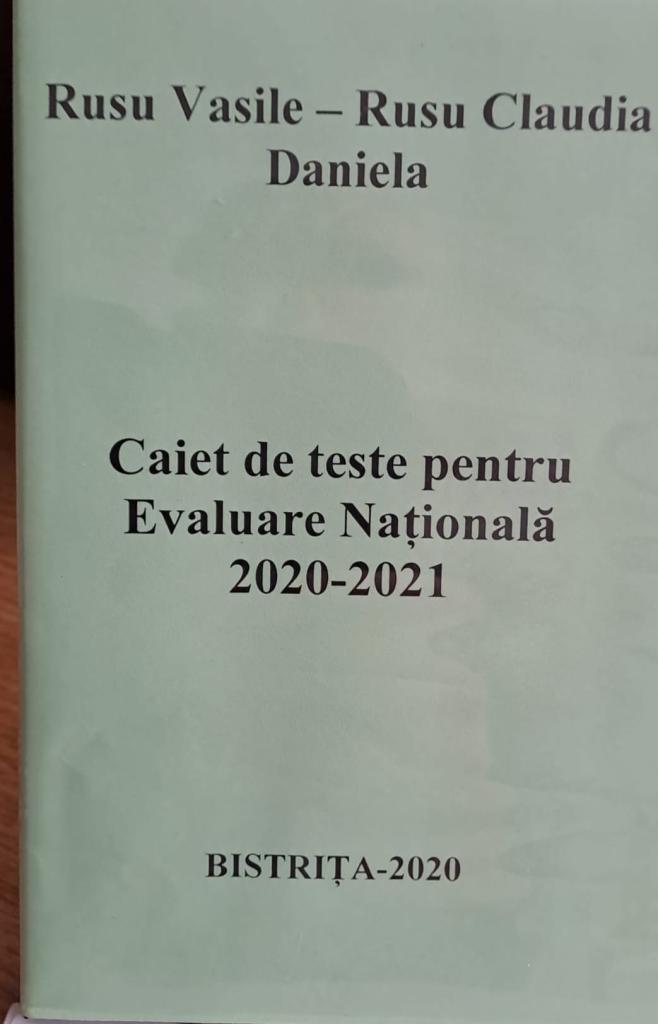 Rusu Vasile – Rusu Claudia
Daniela
Caiet de teste pentru
Evaluare Națională
2020-2021
BISTRIȚA-2020